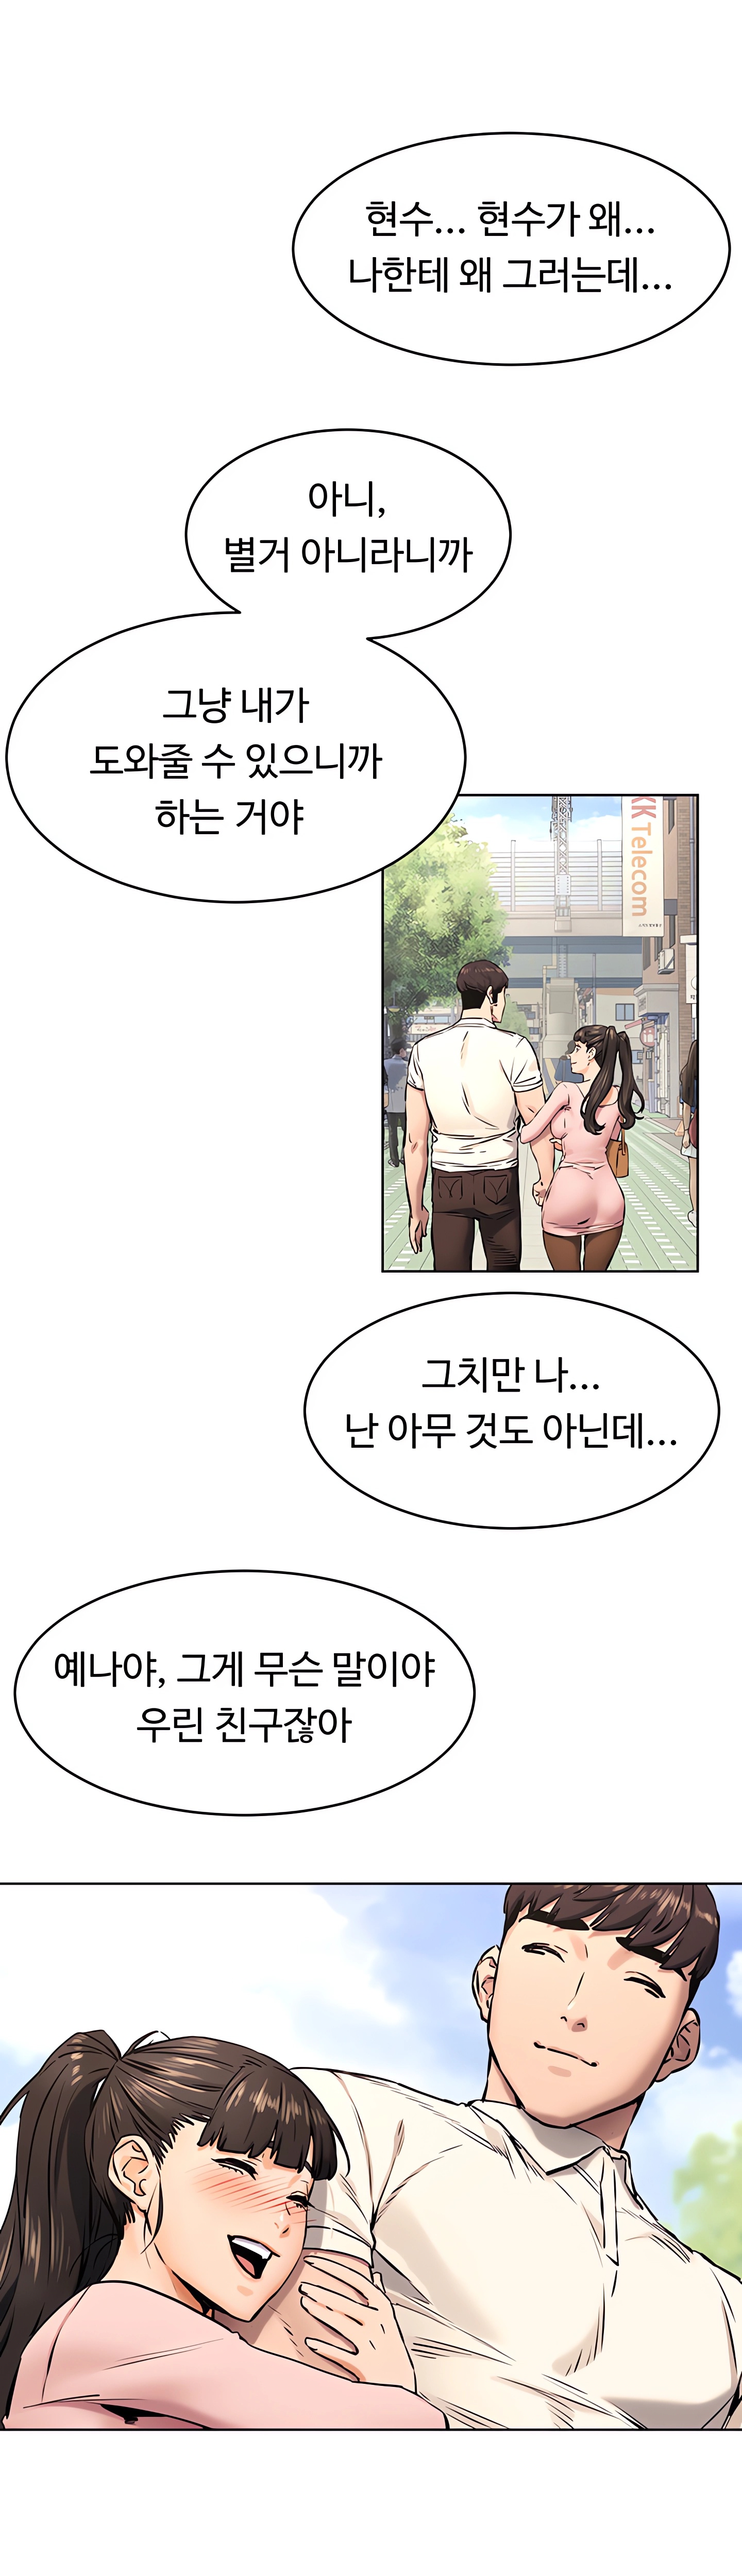 현수... 현수가 왜...
나한테 왜 그러는데...
아니,
별거 아니라니까
그냥 내가
도와줄 수 있으니까
하는 거야
KK Telecom
그치만 나...
난 아무 것도 아닌데...
예나야, 그게 무슨 말이야
우린 친구잖아